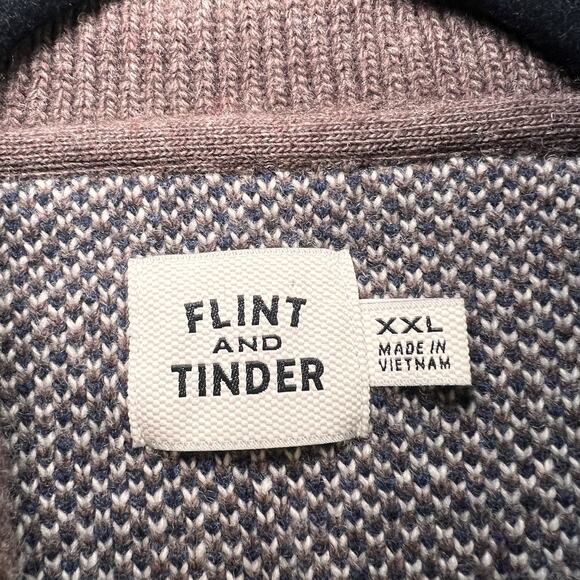 FLINT
AND
TINDER
XXL
MADE IN
VIETNAM